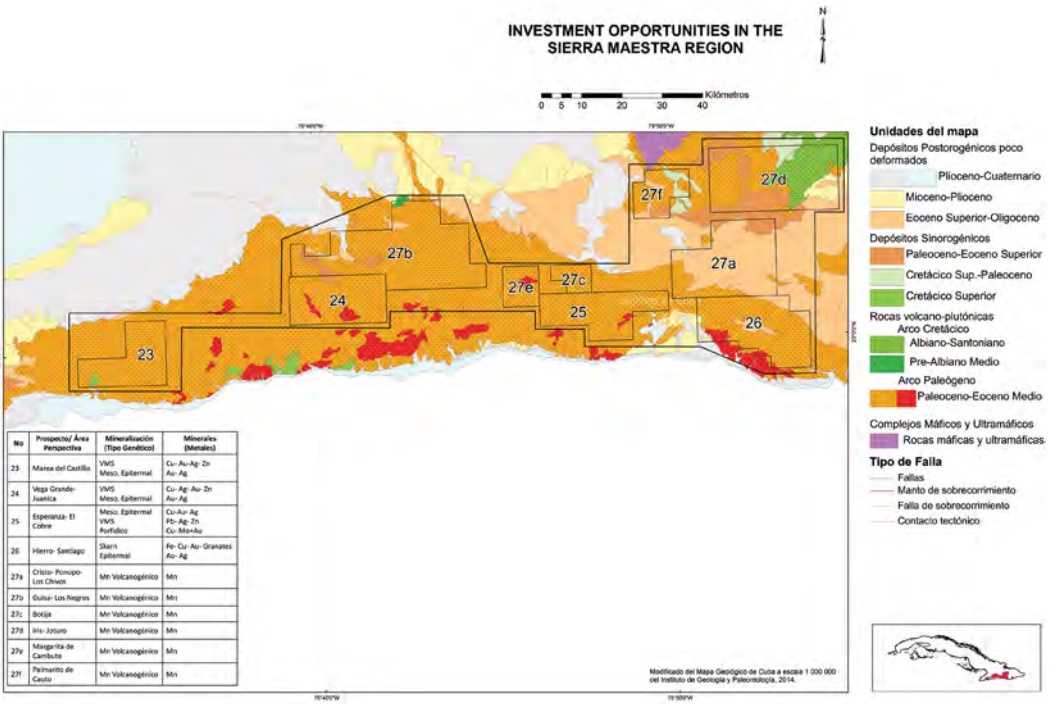 INVESTMENT OPPORTUNITIES IN THE
SIERRA MAESTRA REGION
N
Kilómetros
0 5 10 20 30 40
27d
27f
27b
27a
27e
27c
24
25
26
23
Unidades del mapa
Depósitos Postorogénicos poco
deformados
Plioceno-Cuaternario
Mioceno-Plioceno
Eoceno Superior-Oligoceno
Depósitos Sinorogénicos
Paleoceno-Eoceno Superior
Cretácico Sup.-Paleoceno
Cretácico Superior
Rocas volcano-plutónicas
Arco Cretácico
Albiano-Santoniano
Pre-Albiano Medio
Arco Paleógeno
Paleoceno-Eoceno Medio
Complejos Máficos y Ultramáficos
Rocas máficas y ultramáficas
Tipo de Falla
Fallas
Manto de sobrecorrimiento
Falla de sobrecorrimiento
Contacto tectónico
No Prospecto/ Área Perspectiva Mineralización (Tipo Genético) Minerales (Metales)
23 Marea del Castillo VMS Meso, Epitermal Cu- Au-Ag- Zn Au- Ag
24 Vega Grande- Juanica VMS Meso, Epitermal Cu- Ag- Au- Zn Au- Ag
25 Esperanza- El Cobre Meso, Epitermal VMS Porfídico Cu-Au- Ag Pb- Ag-Zn Cu- Mo+Au
26 Hierro- Santiago Skarn Epitermal Fe- Cu- Au- Granates Au- Ag
27a Cristo- Ponupo- Los Chivos Mn Volcanogénico Mn
27b Guisa- Los Negros Mn Volcanogénico Mn
27c Botija Mn Volcanogénico Mn
27d Iris- Joturo Mn Volcanogénico Mn
27e Margarita de Cambute Mn Volcanogénico Mn
27f Palmarito de Cauto Mn Volcanogénico Mn
Modificado del Mapa Geológico de Cuba a escala 1 000 000
del Instituto de Geología y Paleontología, 2014.